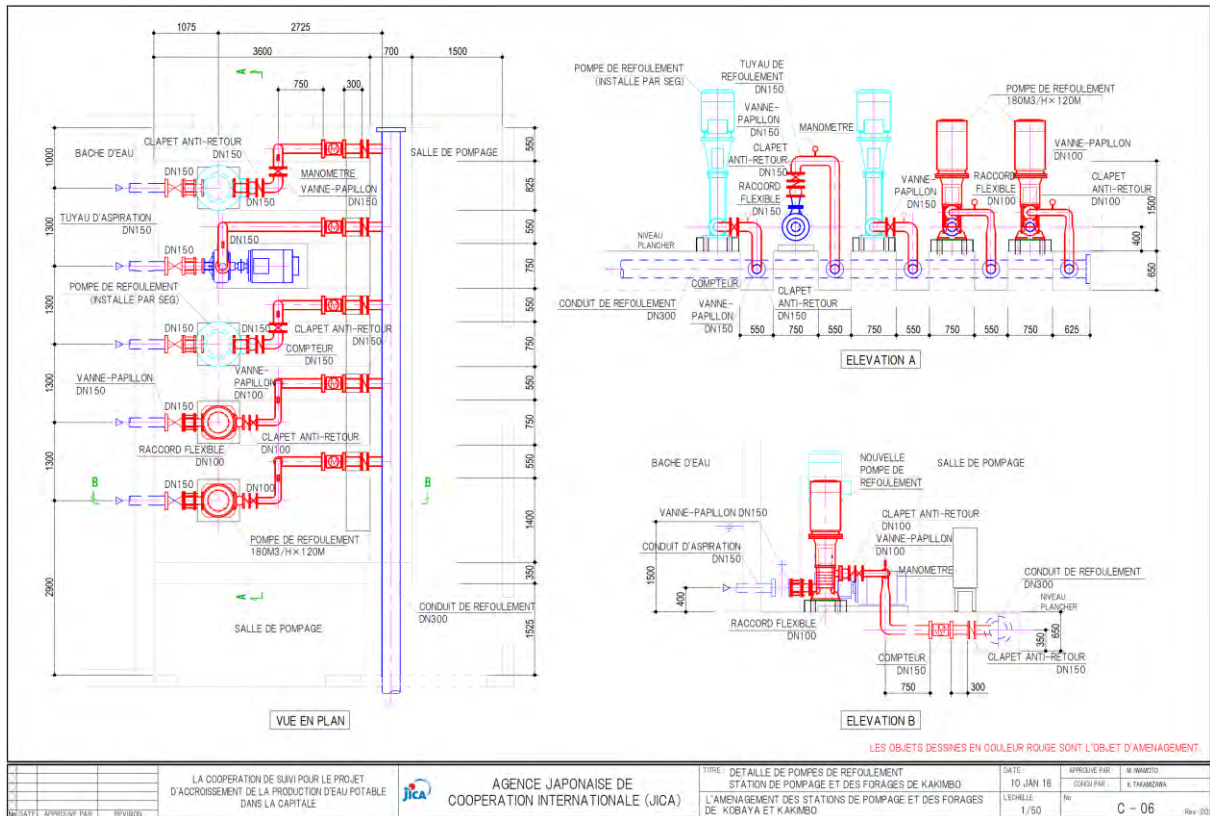 1075
2725
3600
700
1500
A
750
300
BACHE D'EAU
CLAPET ANTI-RETOUR
DN150
DN150
DN150
MANOMETRE
VANNE-PAPILLON
DN150
SALLE DE POMPAGE
TUYAU D'ASPIRATION
DN150
DN150
DN150
POMPE DE REFOULEMENT
(INSTALLE PAR SEG)
DN150
DN150
CLAPET ANTI-RETOUR
DN150
COMPTEUR
DN150
VANNE-PAPILLON
DN150
VANNE-
PAPILLON
DN100
DN150
RACCORD FLEXIBLE
DN100
CLAPET ANTI-RETOUR
DN100
B
B
DN150
DN100
POMPE DE REFOULEMENT
180M3/H×120M
A
CONDUIT DE REFOULEMENT
DN300
SALLE DE POMPAGE
1000
1300
1300
1300
1300
2900
550
825
550
750
550
750
550
750
550
1400
350
1525
VUE EN PLAN
POMPE DE REFOULEMENT
(INSTALLE PAR SEG)
TUYAU DE
REFOULEMENT
DN150
VANNE-
PAPILLON
DN150
MANOMETRE
CLAPET
ANTI-RETOUR
DN150
RACCORD
FLEXIBLE
DN150
POMPE DE REFOULEMENT
180M3/H×120M
VANNE-PAPILLON
DN100
VANNE-
PAPILLON
DN150
RACCORD
FLEXIBLE
DN100
CLAPET
ANTI-RETOUR
DN100
1500
400
650
NIVEAU
PLANCHER
CONDUIT DE REFOULEMENT
DN300
COMPTEUR
VANNE-
PAPILLON
DN150
CLAPET
ANTI-RETOUR
DN150
550
750
550
750
550
750
550
750
625
ELEVATION A
BACHE D'EAU
NOUVELLE
POMPE DE
REFOULEMENT
SALLE DE POMPAGE
VANNE-PAPILLON DN150
CLAPET ANTI-RETOUR
DN100
CONDUIT D'ASPIRATION
DN150
VANNE-PAPILLON
DN100
MANOMETRE
CONDUIT DE REFOULEMENT
DN300
NIVEAU
PLANCHER
1500
400
RACCORD FLEXIBLE
DN100
350
650
COMPTEUR
DN150
CLAPET ANTI-RETOUR
DN150
750
300
ELEVATION B
LES OBJETS DESSINES EN COULEUR ROUGE SONT L'OBJET D'AMENAGEMENT.
No DATE APPROUVE PAR REVISION
LA COOPERATION DE SUIVI POUR LE PROJET
D'ACCROISSEMENT DE LA PRODUCTION D'EAU POTABLE
DANS LA CAPITALE
JICA
AGENCE JAPONAISE DE
COOPERATION INTERNATIONALE (JICA)
TITRE: DETAILLE DE POMPES DE REFOULEMENT
STATION DE POMPAGE ET DES FORAGES DE KAKIMBO
L'AMENAGEMENT DES STATIONS DE POMPAGE ET DES FORAGES
DE KOBAYA ET KAKIMBO
DATE:
10 JAN 16
L'ECHELLE
1/50
APPROUVE PAR: M. IWAMOTO
CONCU PAR: K. TAKAMIZAWA
No
C - 06
Rev (00)